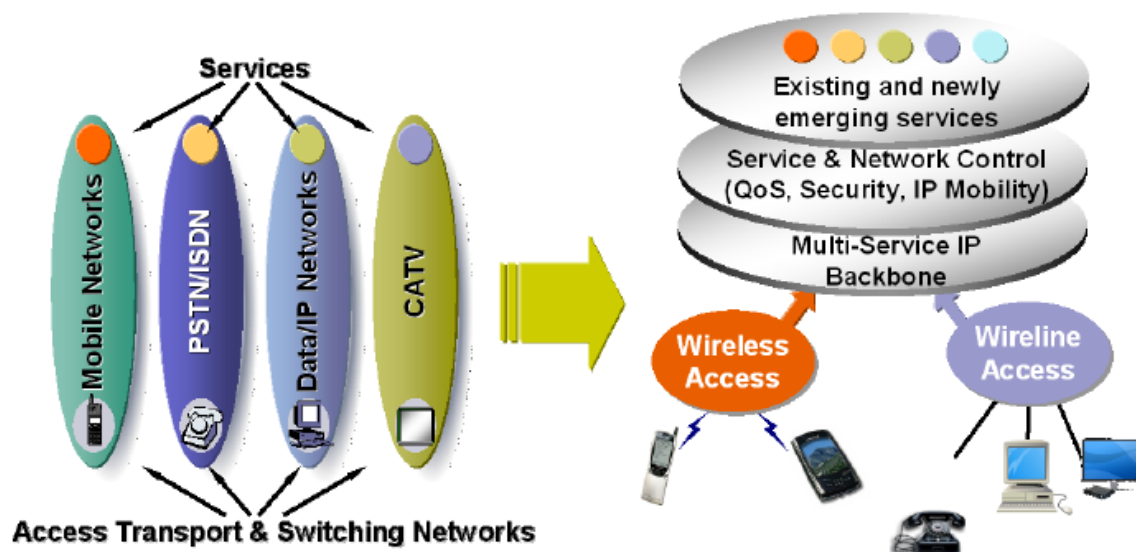 Services
Mobile Networks
PSTN/ISDN
Data/IP Networks
CATV
Access Transport & Switching Networks
Existing and newly
emerging services
Service & Network Control
(QoS, Security, IP Mobility)
Multi-Service IP
Backbone
Wireless
Access
Wireline
Access